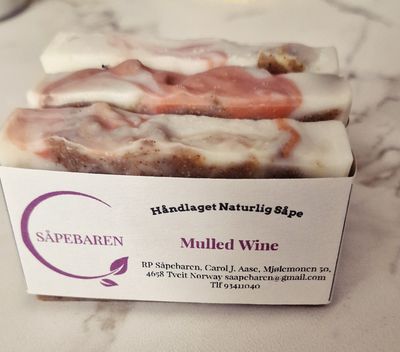 SÅPEBAREN
Håndlaget Naturlig Såpe
Mulled Wine
RP Såpebaren, Carol J. Aase, Mjølemonen 50,
4658 Tveit Norway saapebaren@gmail.com
Tlf 93411040